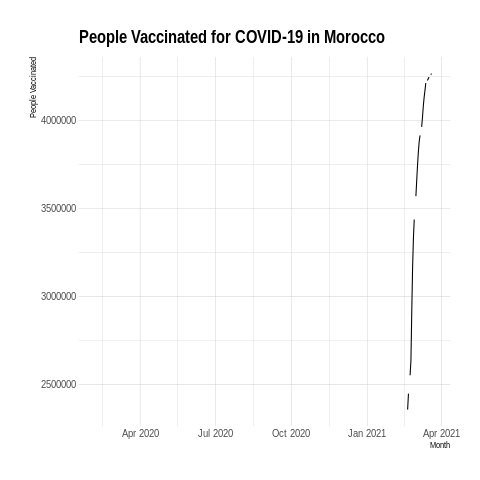 People Vaccinated for COVID-19 in Morocco
People Vaccinated
4000000
3500000
3000000
2500000
Apr 2020 Jul 2020 Oct 2020 Jan 2021 Apr 2021
Month